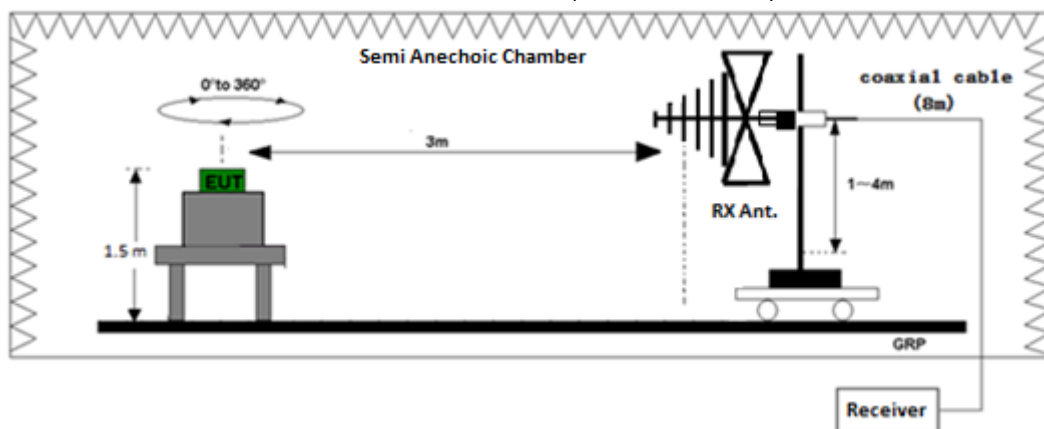 Semi Anechoic Chamber
0°to 360°
coaxial cable
(8m)
3m
EUT
1~4m
RX Ant.
1.5 m
GRP
Receiver